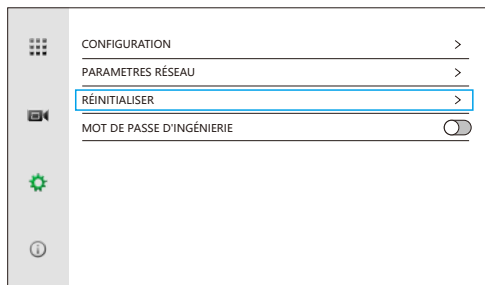 CONFIGURATION
PARAMETRES RÉSEAU
RÉINITIALISER
MOT DE PASSE D'INGÉNIERIE